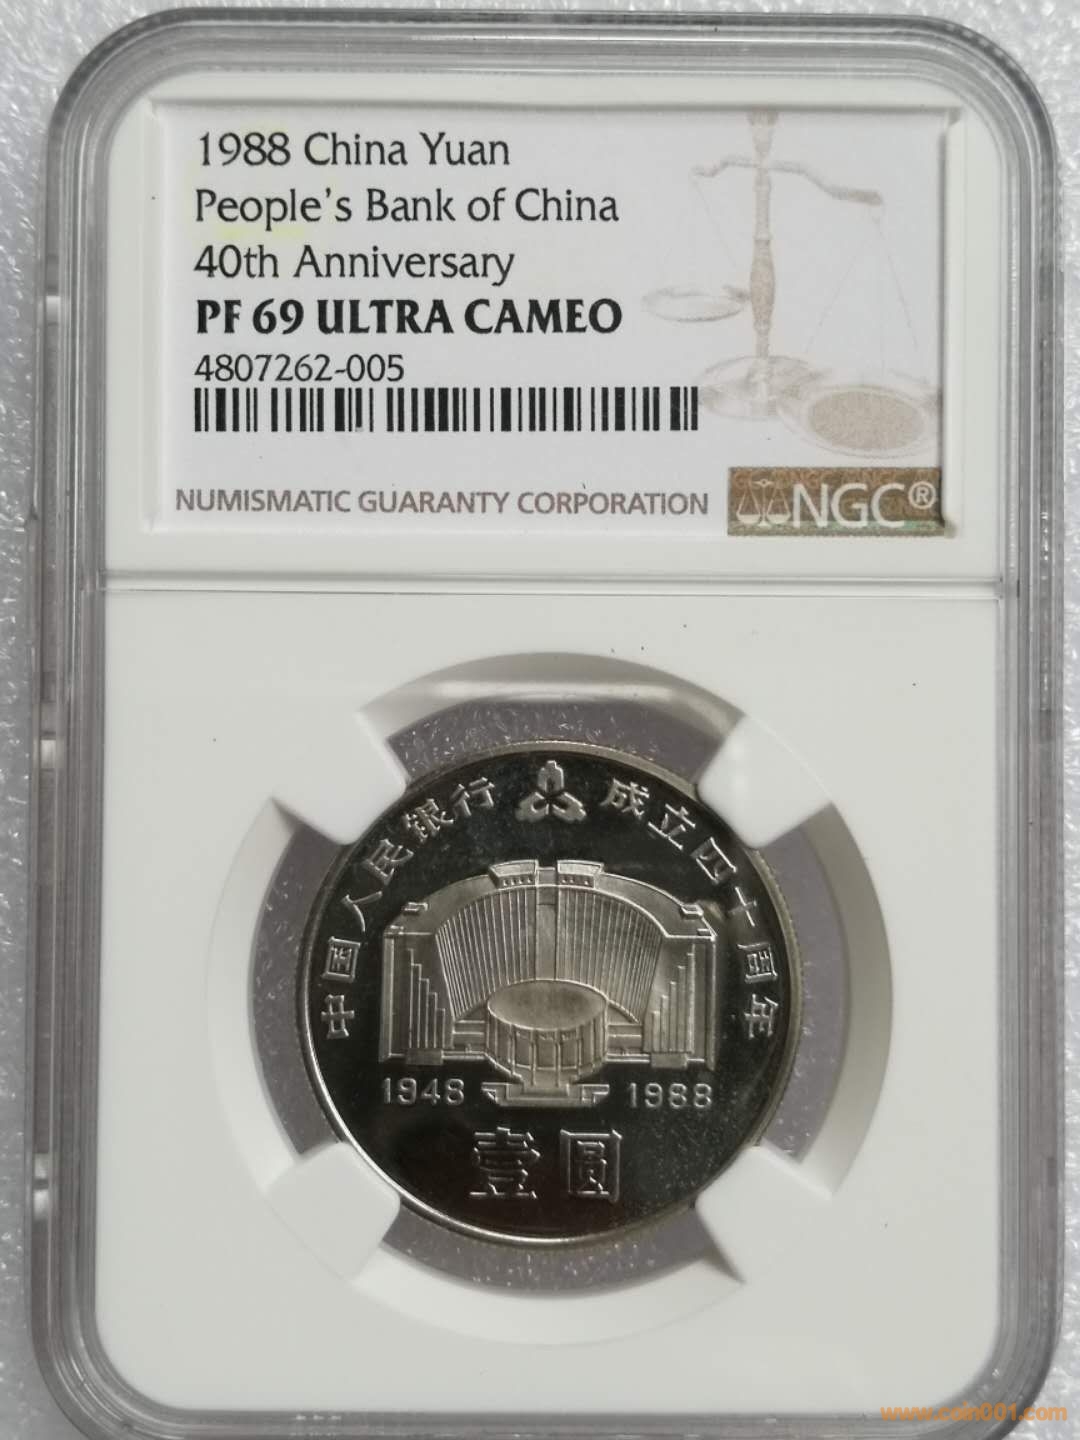 1988 China Yuan
People's Bank of China
40th Anniversary
PF 69 ULTRA CAMEO
4807262-005
NUMISMATIC GUARANTY CORPORATION
NGC®
中国人民银行 成立四十周年
1948 1988
壹圆
www.coin001.com